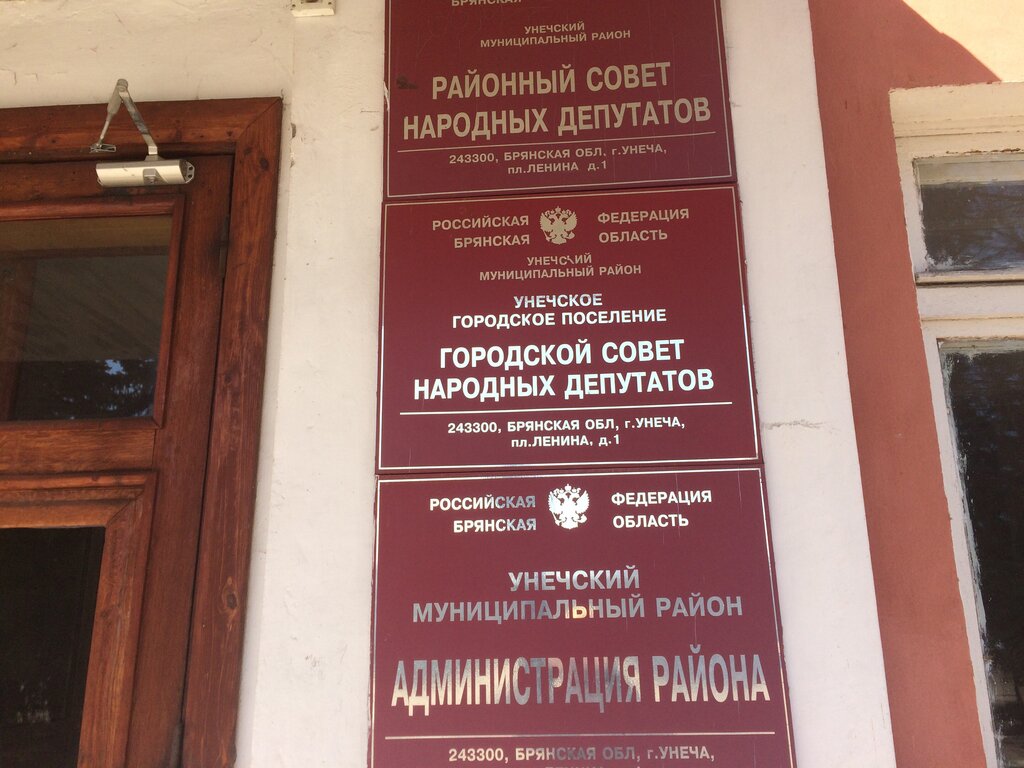 БРЯНСКАЯ
УНЕЧСКИЙ
МУНИЦИПАЛЬНЫЙ РАЙОН
РАЙОННЫЙ СОВЕТ
НАРОДНЫХ ДЕПУТАТОВ
243300, БРЯНСКАЯ ОБЛ, г.УНЕЧА,
пл.ЛЕНИНА д.1
РОССИЙСКАЯ ФЕДЕРАЦИЯ
БРЯНСКАЯ ОБЛАСТЬ
УНЕЧСКИЙ
МУНИЦИПАЛЬНЫЙ РАЙОН
УНЕЧСКОЕ
ГОРОДСКОЕ ПОСЕЛЕНИЕ
ГОРОДСКОЙ СОВЕТ
НАРОДНЫХ ДЕПУТАТОВ
243300, БРЯНСКАЯ ОБЛ, г.УНЕЧА,
пл.ЛЕНИНА, д.1
РОССИЙСКАЯ ФЕДЕРАЦИЯ
БРЯНСКАЯ ОБЛАСТЬ
УНЕЧСКИЙ
МУНИЦИПАЛЬНЫЙ РАЙОН
АДМИНИСТРАЦИЯ РАЙОНА
243300, БРЯНСКАЯ ОБЛ, г.УНЕЧА,